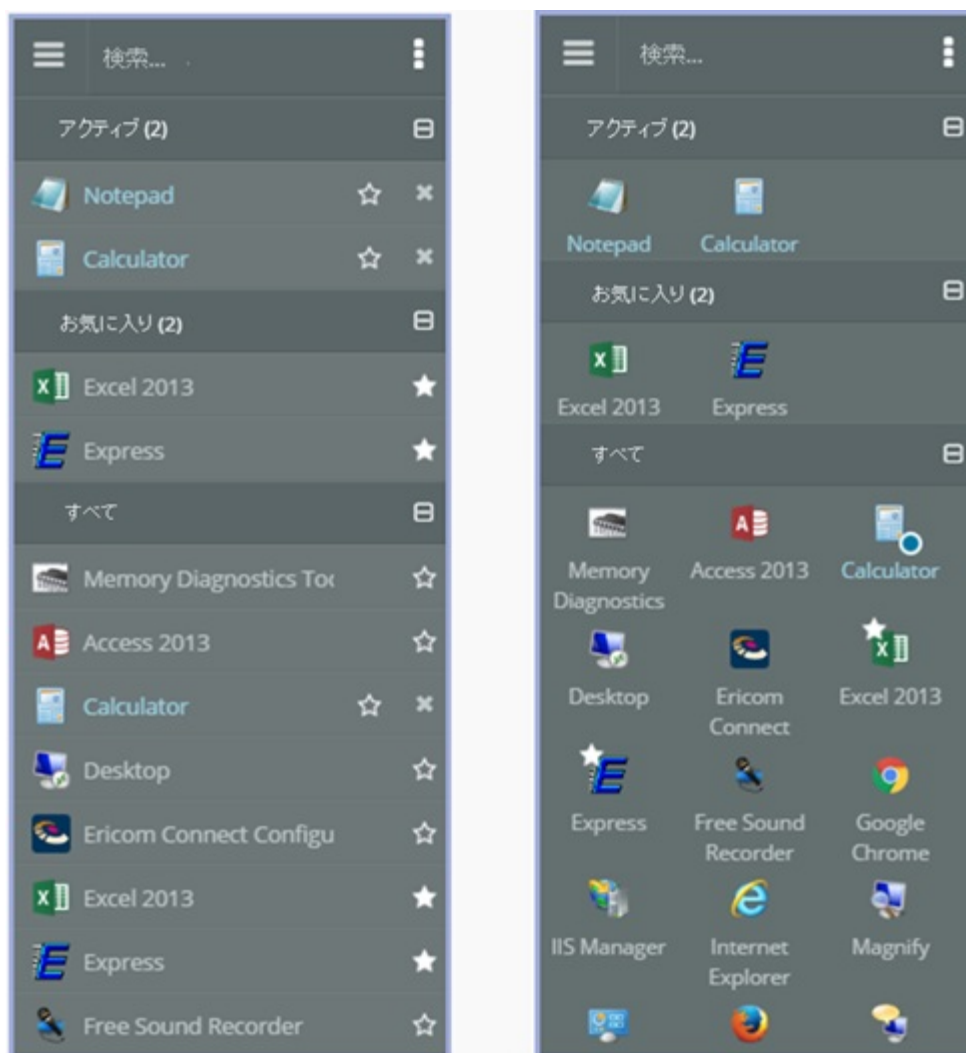 検索...
アクティブ (2)
Notepad
Calculator
お気に入り (2)
Excel 2013
Express
すべて
Memory Diagnostics Too
Access 2013
Calculator
Desktop
Ericom Connect Configu
Excel 2013
Express
Free Sound Recorder
検索...
アクティブ (2)
Notepad Calculator
お気に入り (2)
Excel 2013 Express
すべて
Memory Access 2013 Calculator
Diagnostics
Desktop Ericom Excel 2013
Connect
Express Free Sound Google
Recorder Chrome
IIS Manager Internet Magnify
Explorer